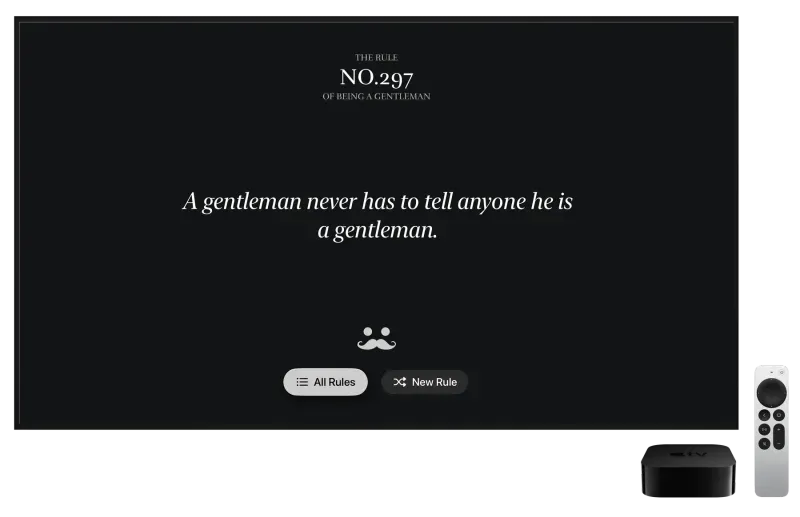 THE RULE
NO.297
OF BEING A GENTLEMAN
A gentleman never has to tell anyone he is
a gentleman.
All Rules
New Rule
tv